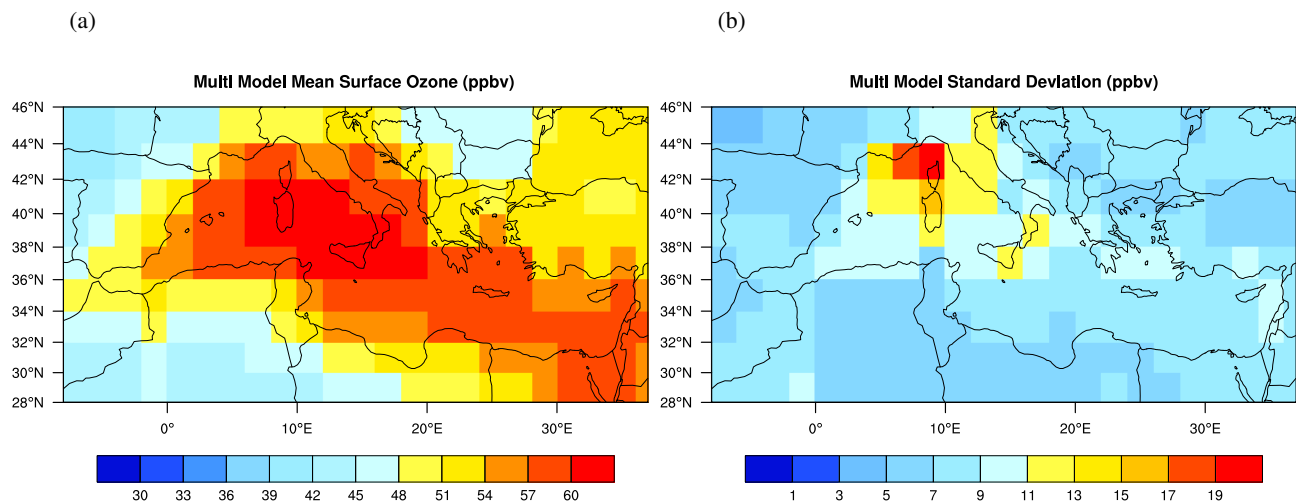 (a)
(b)
Multi Model Mean Surface Ozone (ppbv)
Multi Model Standard Deviation (ppbv)
46°N
44°N
42°N
40°N
38°N
36°N
34°N
32°N
30°N
28°N
0° 10°E 20°E 30°E
30 33 36 39 42 45 48 51 54 57 60
46°N
44°N
42°N
40°N
38°N
36°N
34°N
32°N
30°N
28°N
0° 10°E 20°E 30°E
1 3 5 7 9 11 13 15 17 19